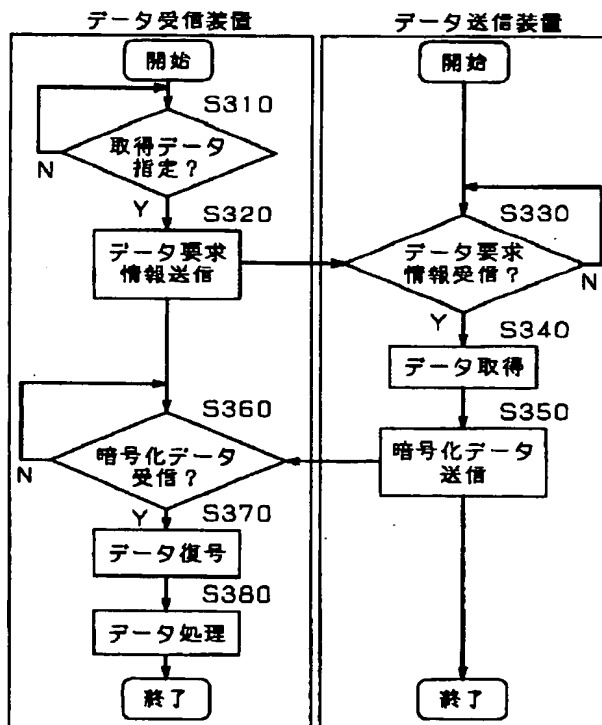 データ受信装置
開始
S310
取得データ
指定?
N
Y
S320
データ要求
情報送信
S360
暗号化データ
受信?
N
Y
S370
データ復号
S380
データ処理
終了
データ送信装置
開始
S330
データ要求
情報受信?
N
Y
S340
データ取得
S350
暗号化データ
送信
終了